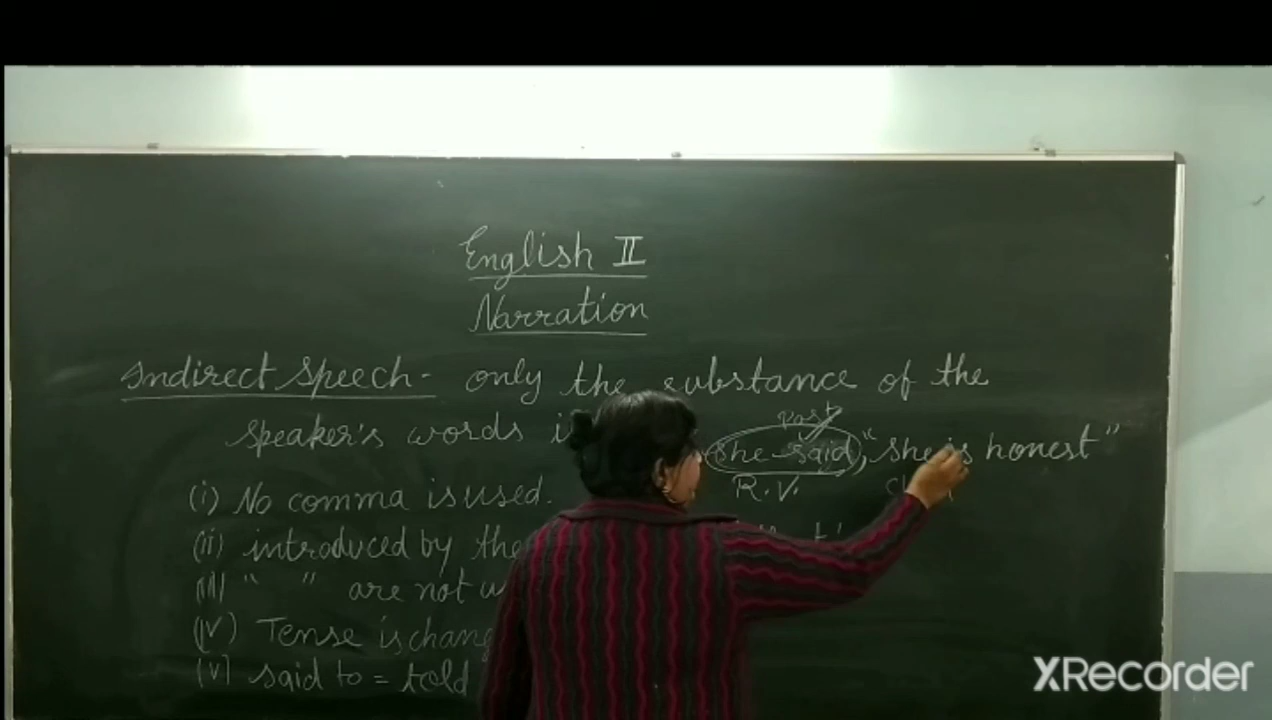 English II
Narration
Indirect Speech- only the substance of the
Past
speaker's words i
she said, "She is honest"
R.V.
(i) No comma is used.
(ii) introduced by the
(iii) " " are not
(iv) Tense is chang
(v) said to = told
XRecorder